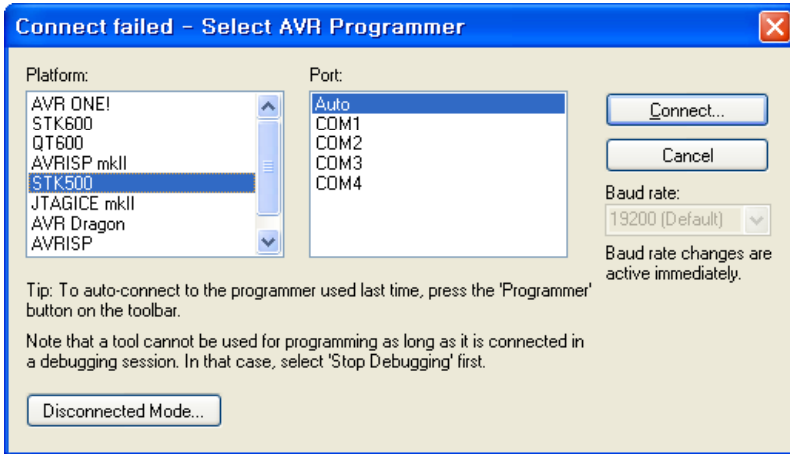 Connect failed - Select AVR Programmer
Platform:
AVR ONE!
STK600
QT600
AVRISP mkII
STK500
JTAGICE mkII
AVR Dragon
AVRISP
Port:
Auto
COM1
COM2
COM3
COM4
Connect...
Cancel
Baud rate:
19200 (Default)
Baud rate changes are
active immediately.
Tip: To auto-connect to the programmer used last time, press the 'Programmer'
button on the toolbar.
Note that a tool cannot be used for programming as long as it is connected in
a debugging session. In that case, select 'Stop Debugging' first.
Disconnected Mode...